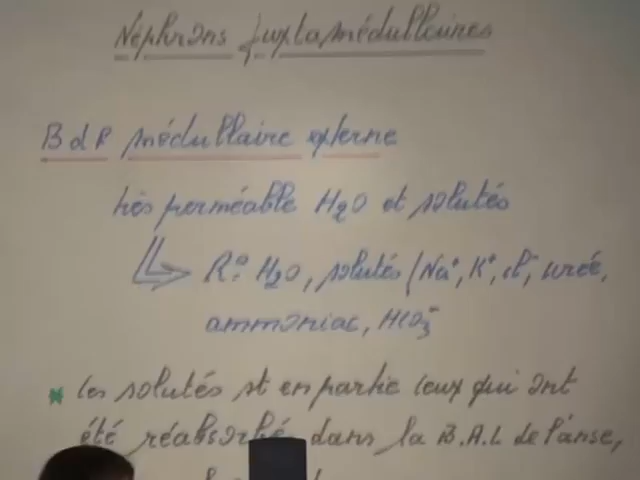 Néphrons juxtamédullaires
BdR médullaire externe
très perméable H₂O et solutés
R° : H₂O, solutés (Na⁺, K⁺, Cl⁻, urée,
ammoniac, HCO₃⁻
* les solutés st en partie ceux qui ont
été réabsorbé dans la B.A.L de l'anse,